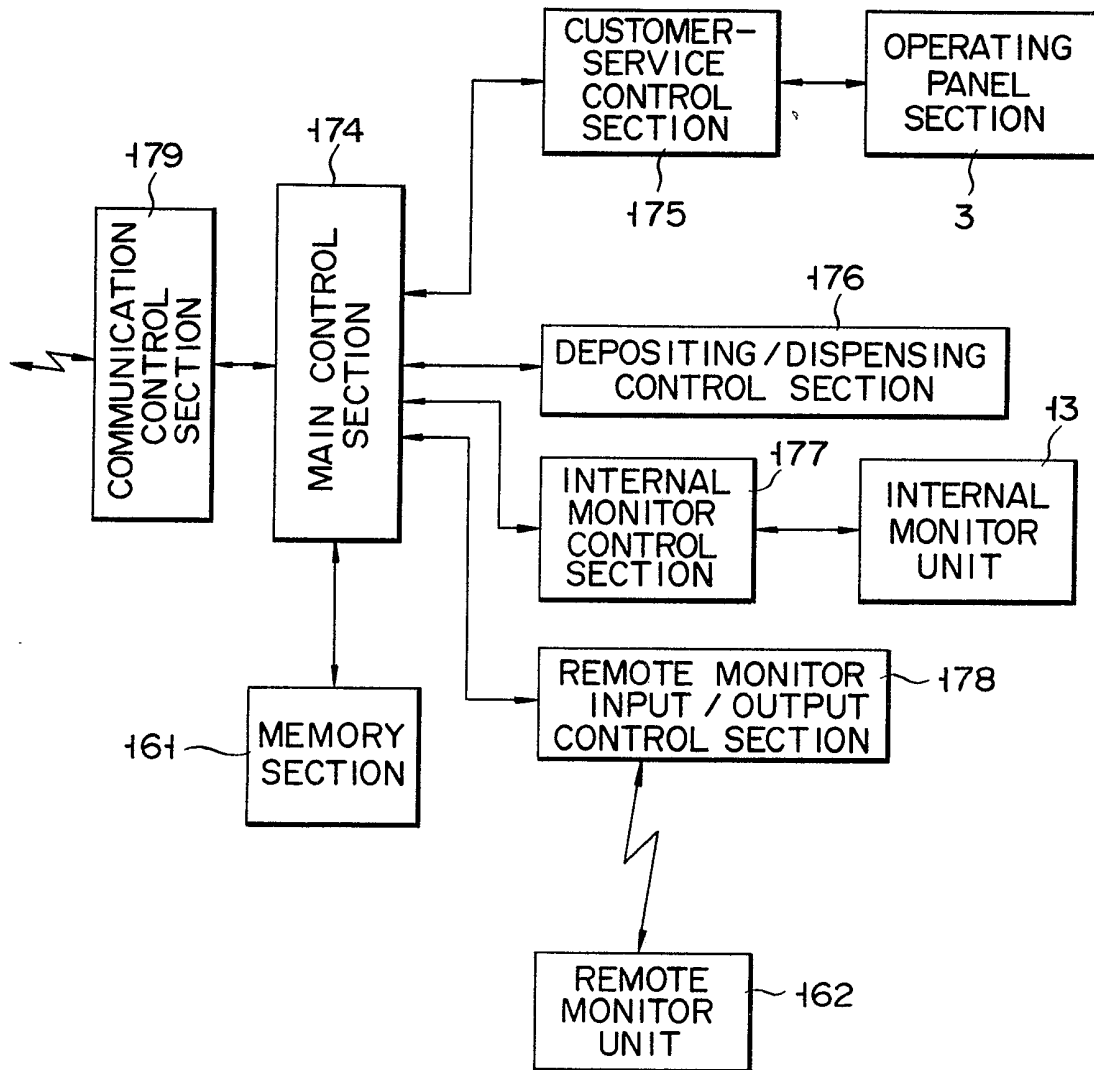 CUSTOMER-
SERVICE
CONTROL
SECTION
175
OPERATING
PANEL
SECTION
3
179
COMMUNICATION
CONTROL
SECTION
174
MAIN CONTROL
SECTION
176
DEPOSITING/DISPENSING
CONTROL SECTION
177
INTERNAL
MONITOR
CONTROL
SECTION
13
INTERNAL
MONITOR
UNIT
161
MEMORY
SECTION
REMOTE MONITOR
INPUT/OUTPUT
CONTROL SECTION
178
REMOTE
MONITOR
UNIT
162